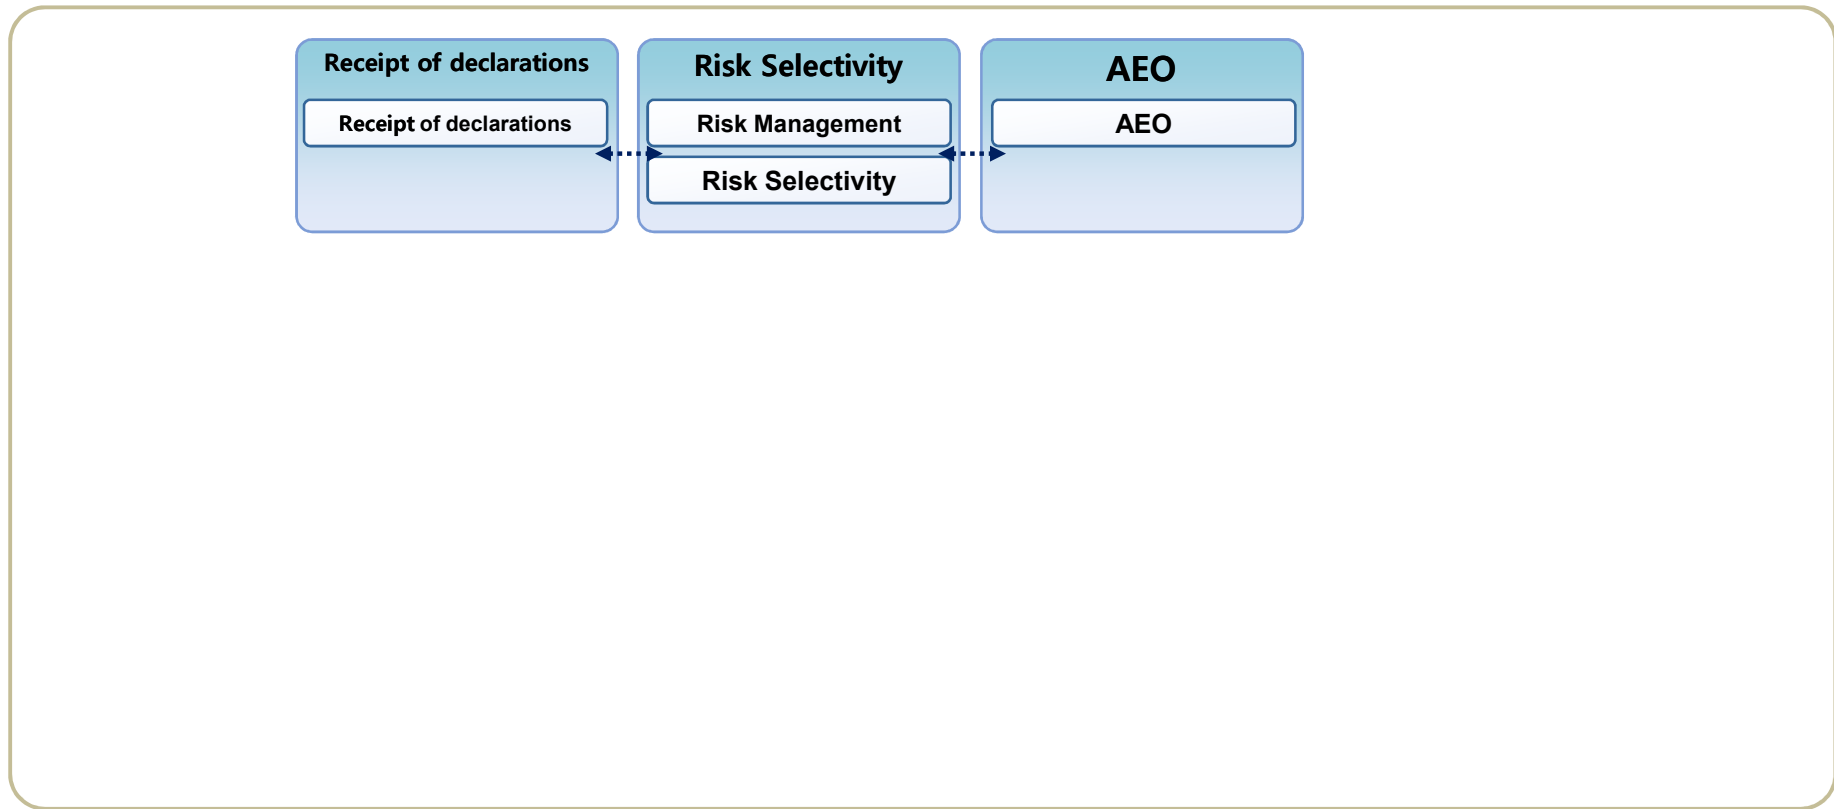 Receipt of declarations
Receipt of declarations
Risk Selectivity
Risk Management
Risk Selectivity
AEO
AEO